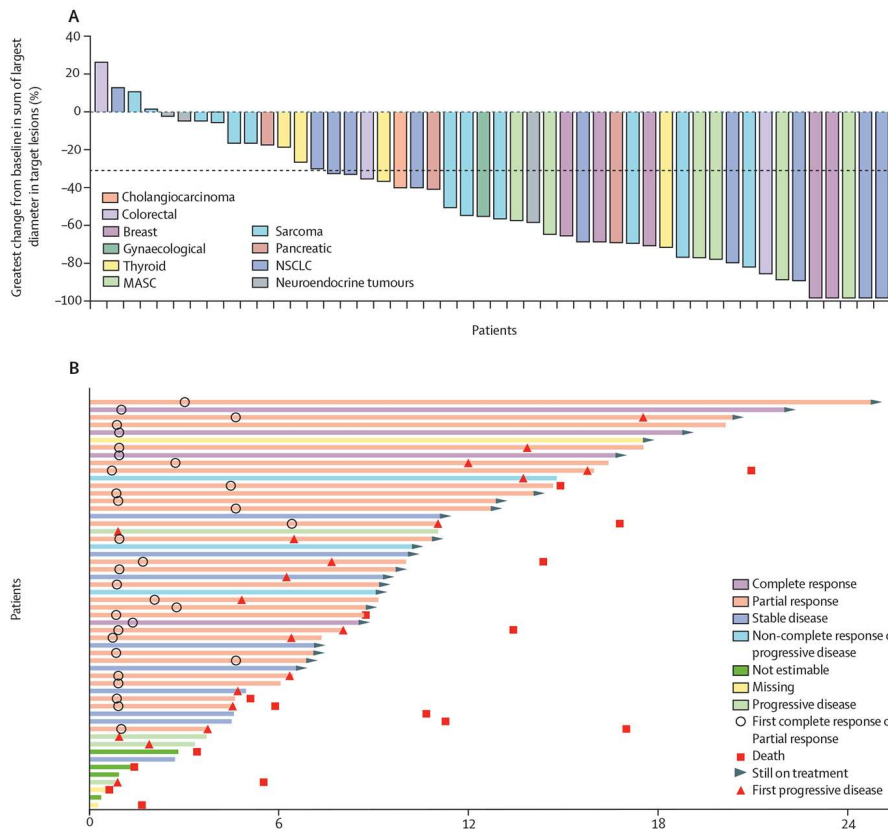 A
Greatest change from baseline in sum of largest
diameter in target lesions (%)
40
20
0
–20
–40
–60
–80
–100
Cholangiocarcinoma
Colorectal
Breast
Gynaecological
Thyroid
MASC
Sarcoma
Pancreatic
NSCLC
Neuroendocrine tumours
Patients
B
Patients
Complete response
Partial response
Stable disease
Non-complete response o
progressive disease
Not estimable
Missing
Progressive disease
First complete response o
Partial response
Death
Still on treatment
First progressive disease
0
6
12
18
24